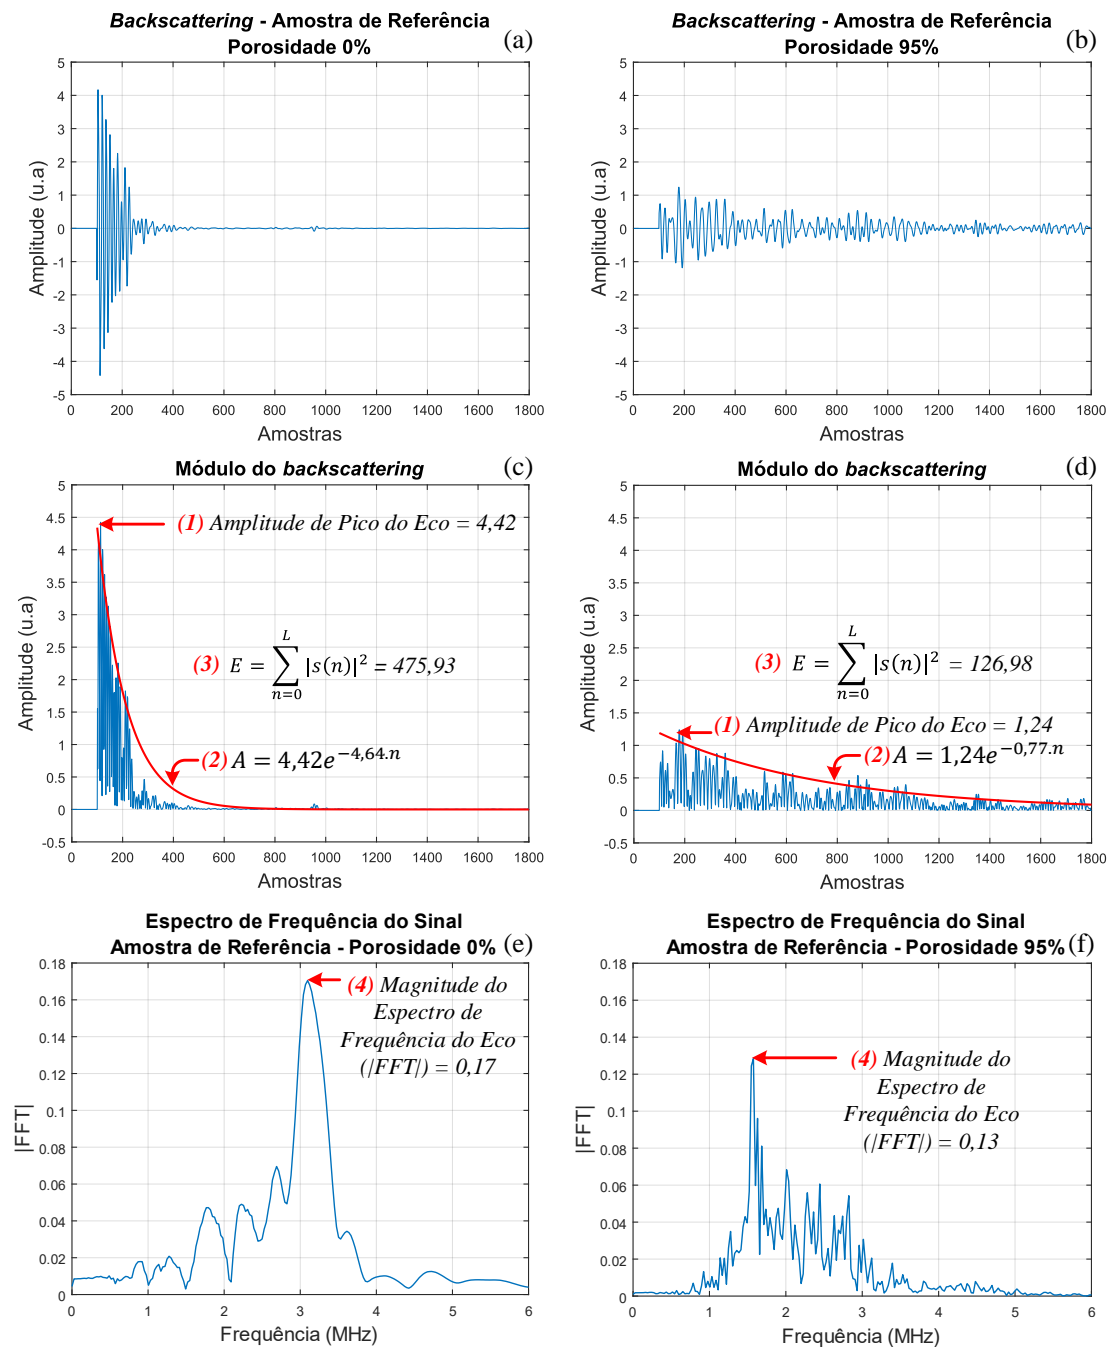 Backscattering - Amostra de Referência
Porosidade 0%
(a)
5
4
3
2
1
0
-1
-2
-3
-4
-5
0 200 400 600 800 1000 1200 1400 1600 1800
Amplitude (u.a)
Amostras
Backscattering - Amostra de Referência
Porosidade 95%
(b)
5
4
3
2
1
0
-1
-2
-3
-4
-5
0 200 400 600 800 1000 1200 1400 1600 1800
Amplitude (u.a)
Amostras
Módulo do backscattering
(c)
5
4.5
4
3.5
3
2.5
2
1.5
1
0.5
0
-0.5
0 200 400 600 800 1000 1200 1400 1600 1800
Amplitude (u.a)
Amostras
(1) Amplitude de Pico do Eco = 4,42
(3) E = ∑_{n=0}^{L} |s(n)|² = 475,93
(2) A = 4,42e^{−4,64.n}
Módulo do backscattering
(d)
5
4.5
4
3.5
3
2.5
2
1.5
1
0.5
0
-0.5
0 200 400 600 800 1000 1200 1400 1600 1800
Amplitude (u.a)
Amostras
(3) E = ∑_{n=0}^{L} |s(n)|² = 126,98
(1) Amplitude de Pico do Eco = 1,24
(2) A = 1,24e^{−0,77.n}
Espectro de Frequência do Sinal
Amostra de Referência - Porosidade 0%
(e)
0.18
0.16
0.14
0.12
0.1
0.08
0.06
0.04
0.02
0
0 1 2 3 4 5 6
|FFT|
Frequência (MHz)
(4) Magnitude do
Espectro de
Frequência do Eco
(|FFT|) = 0,17
Espectro de Frequência do Sinal
Amostra de Referência - Porosidade 95%
(f)
0.18
0.16
0.14
0.12
0.1
0.08
0.06
0.04
0.02
0
0 1 2 3 4 5 6
|FFT|
Frequência (MHz)
(4) Magnitude do
Espectro de
Frequência do Eco
(|FFT|) = 0,13